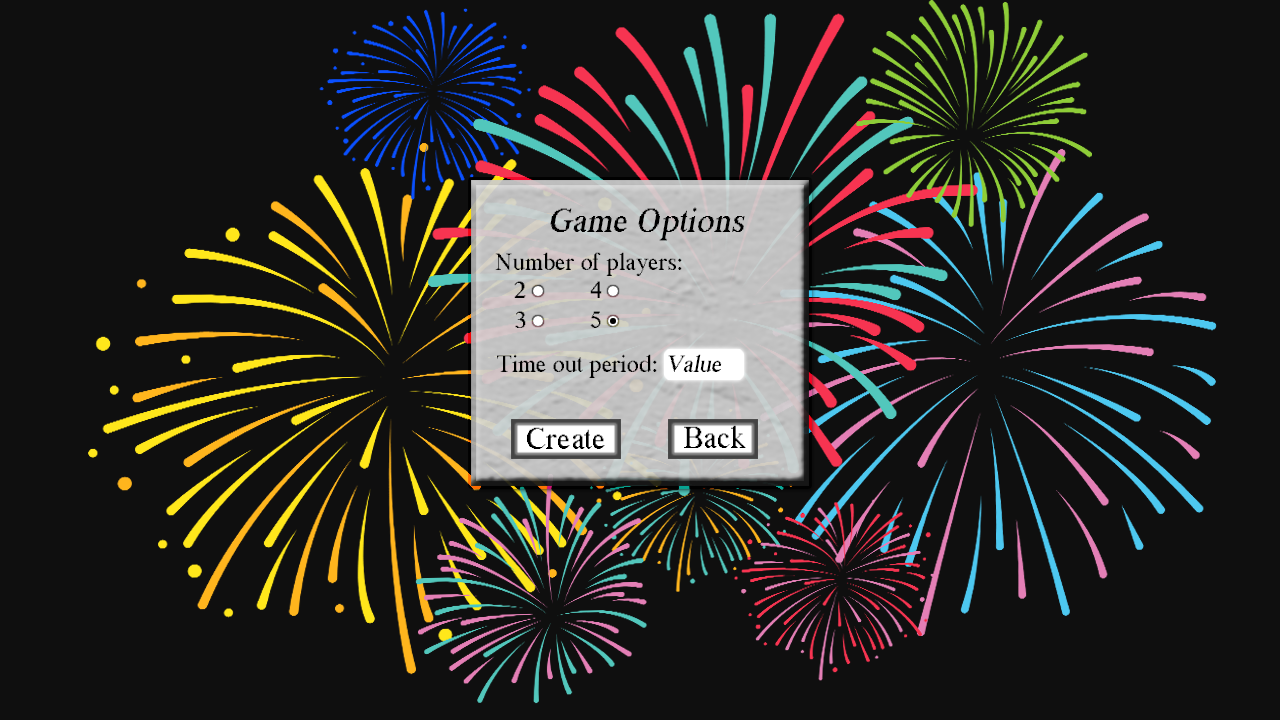 Game Options
Number of players:
2 4
3 5
Time out period: Value
Create Back